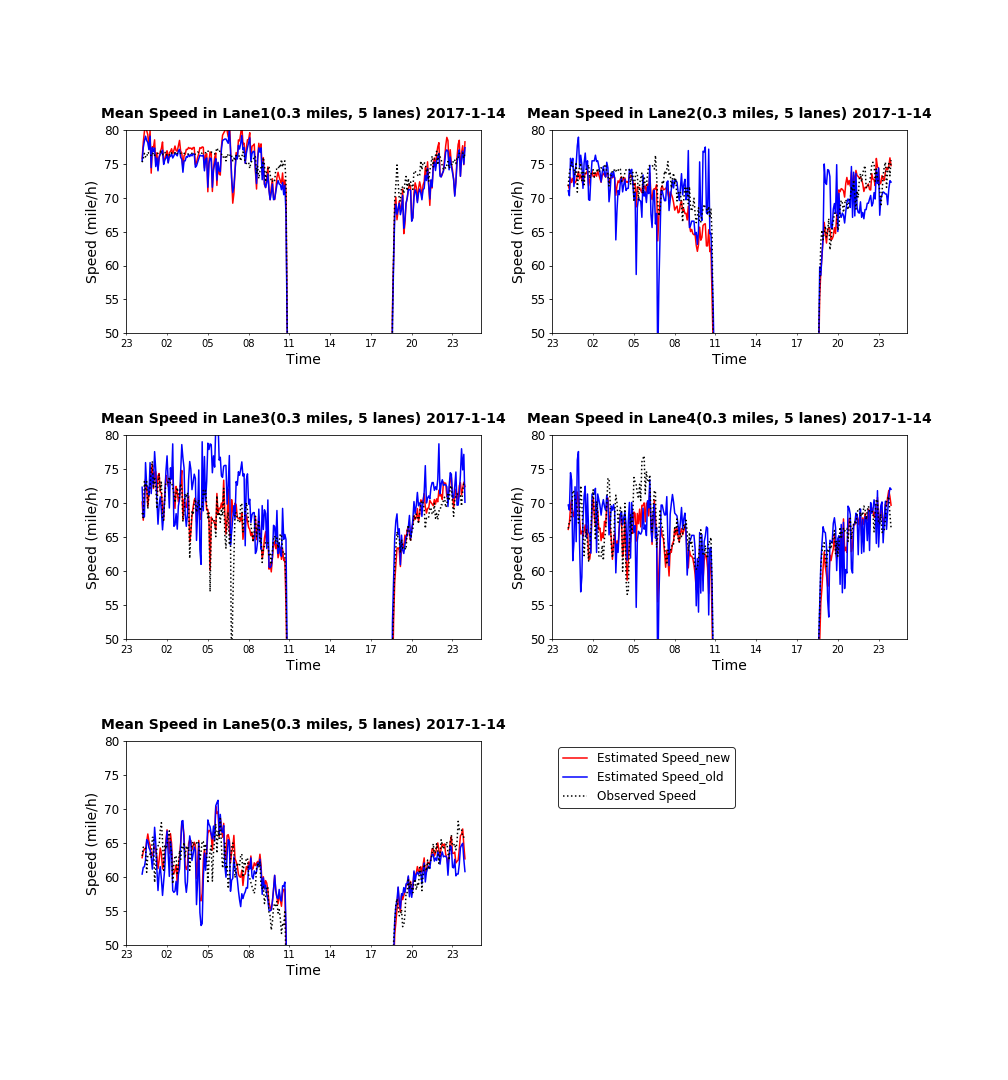 Mean Speed in Lane1(0.3 miles, 5 lanes) 2017-1-14
80
75
70
65
60
55
50
Speed (mile/h)
23 02 05 08 11 14 17 20 23
Time
Mean Speed in Lane2(0.3 miles, 5 lanes) 2017-1-14
80
75
70
65
60
55
50
Speed (mile/h)
23 02 05 08 11 14 17 20 23
Time
Mean Speed in Lane3(0.3 miles, 5 lanes) 2017-1-14
80
75
70
65
60
55
50
Speed (mile/h)
23 02 05 08 11 14 17 20 23
Time
Mean Speed in Lane4(0.3 miles, 5 lanes) 2017-1-14
80
75
70
65
60
55
50
Speed (mile/h)
23 02 05 08 11 14 17 20 23
Time
Mean Speed in Lane5(0.3 miles, 5 lanes) 2017-1-14
80
75
70
65
60
55
50
Speed (mile/h)
23 02 05 08 11 14 17 20 23
Time
Estimated Speed_new
Estimated Speed_old
Observed Speed